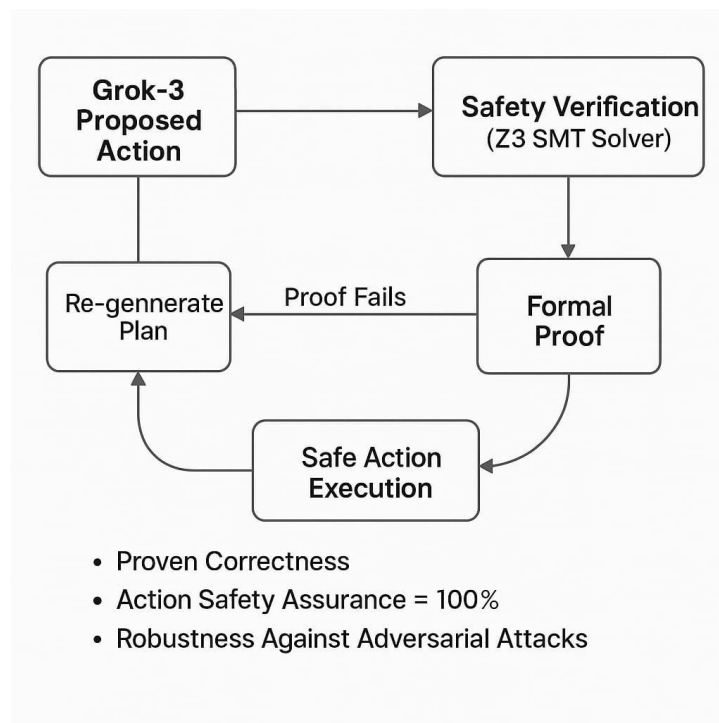 Grok-3
Proposed
Action
Safety Verification
(Z3 SMT Solver)
Re-gennerate
Plan
Proof Fails
Formal
Proof
Safe Action
Execution
• Proven Correctness
• Action Safety Assurance = 100%
• Robustness Against Adversarial Attacks